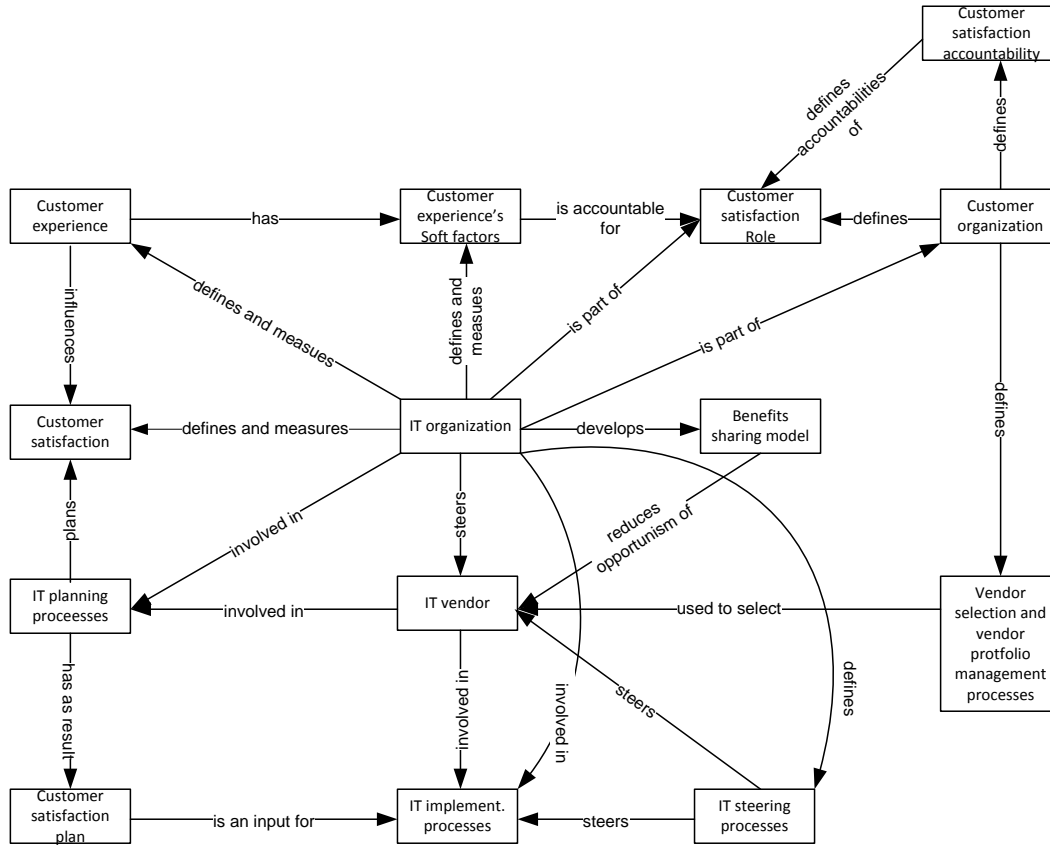 Customer
satisfaction
accountability
defines
accountabilities
of
defines
Customer
experience
has
Customer
experience's
Soft factors
is accountable
for
Customer
satisfaction
Role
defines
Customer
organization
influences
defines and measues
defines and
measures
is part of
is part of
defines
Customer
satisfaction
defines and measures
IT organization
develops
Benefits
sharing model
plans
involved in
steers
reduces
opportunism of
IT planning
proceesses
involved in
IT vendor
used to select
Vendor
selection and
vendor
protfolio
management
processes
has as result
involved in
involved in
steers
defines
Customer
satisfaction
plan
is an input for
IT implement.
processes
steers
IT steering
processes